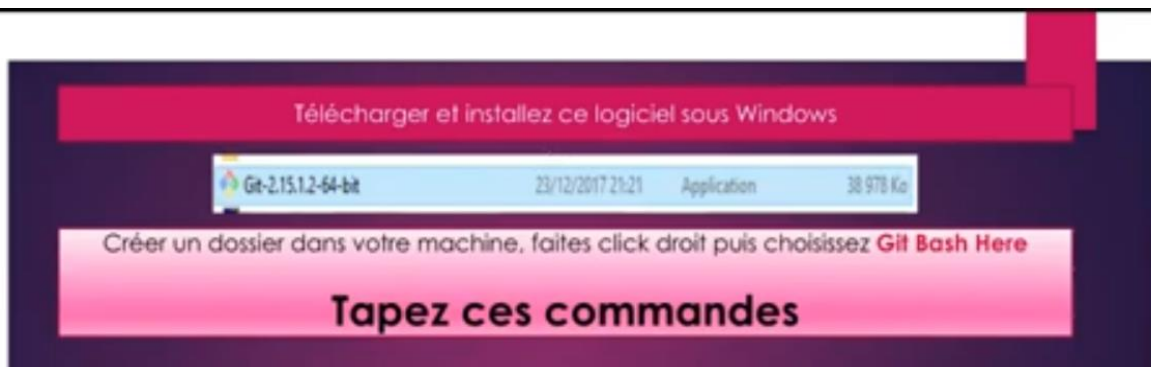 Télécharger et installez ce logiciel sous Windows
Git-2.15.1.2-64-bit 23/12/2017 21:21 Application 38 978 Ko
Créer un dossier dans votre machine, faites click droit puis choisissez Git Bash Here
Tapez ces commandes